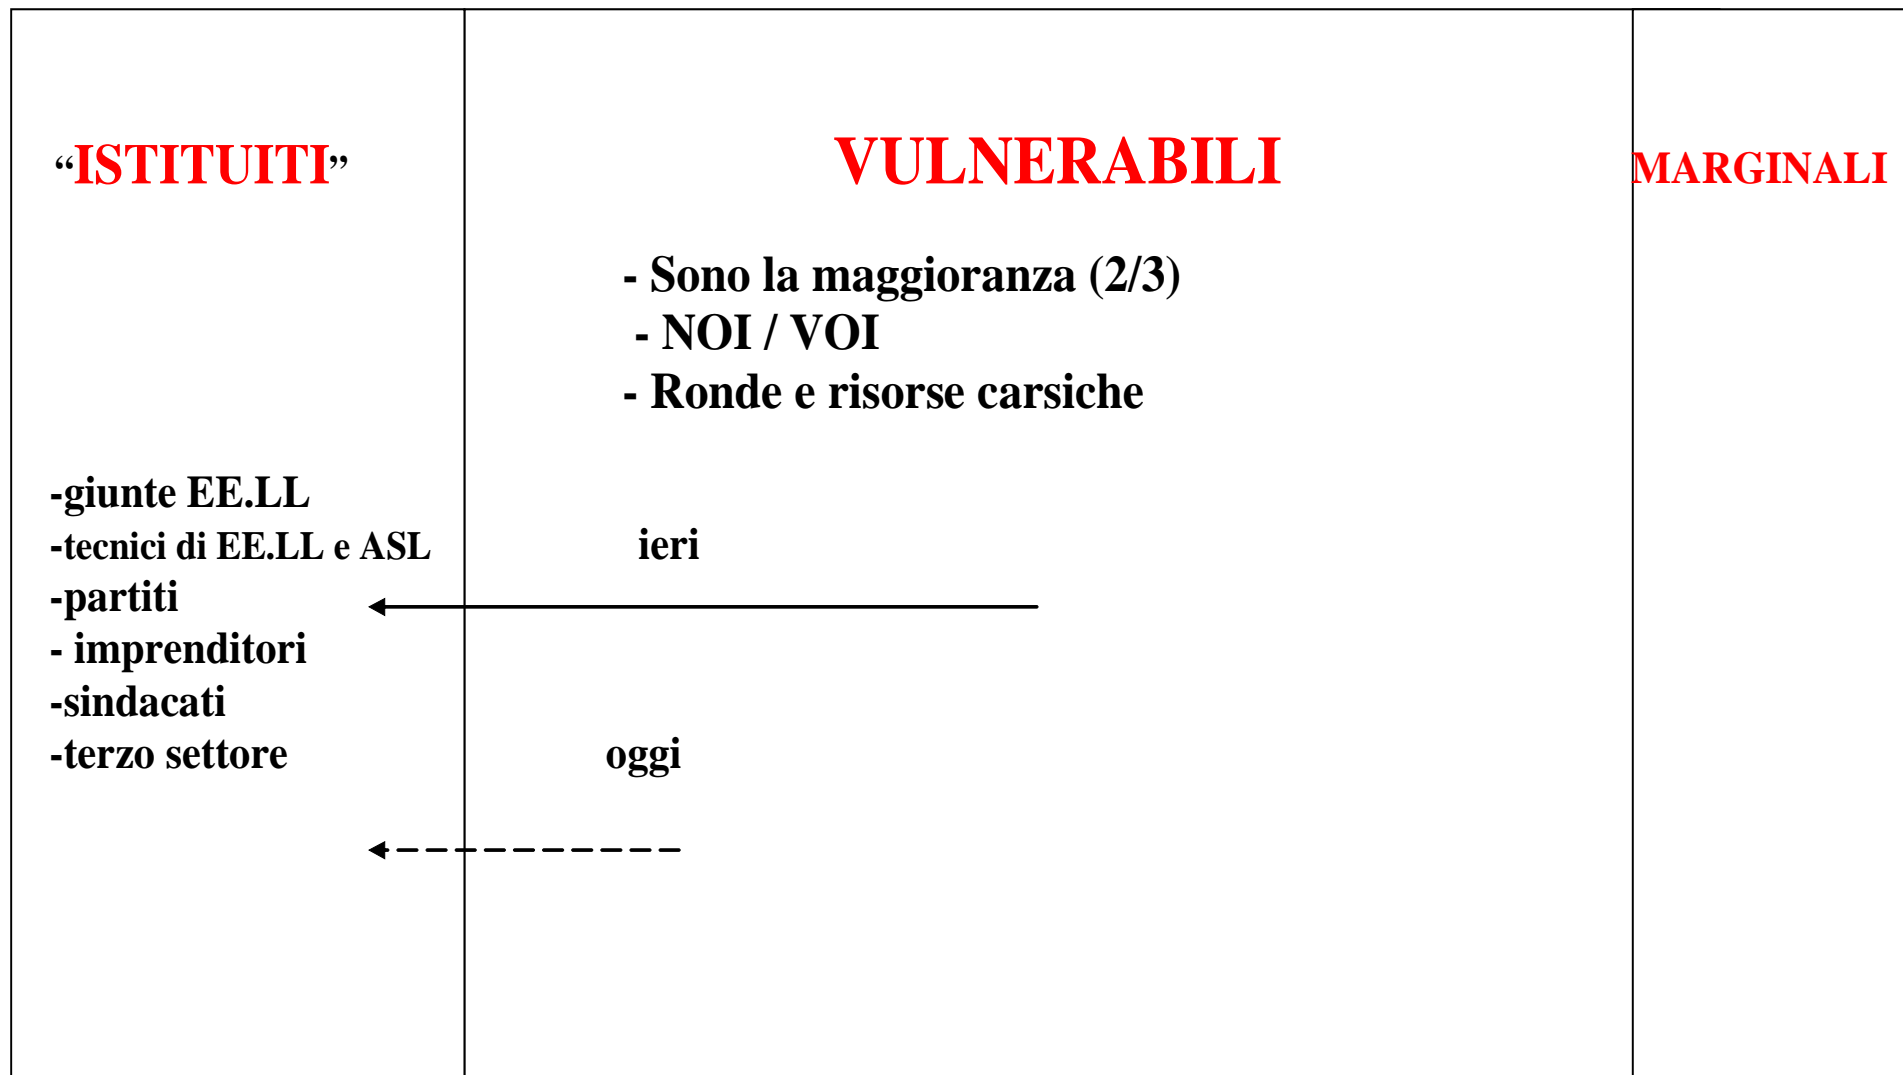 “ISTITUITI”
VULNERABILI
MARGINALI
- Sono la maggioranza (2/3)
- NOI / VOI
- Ronde e risorse carsiche
-giunte EE.LL
-tecnici di EE.LL e ASL
-partiti
- imprenditori
-sindacati
-terzo settore
ieri
oggi